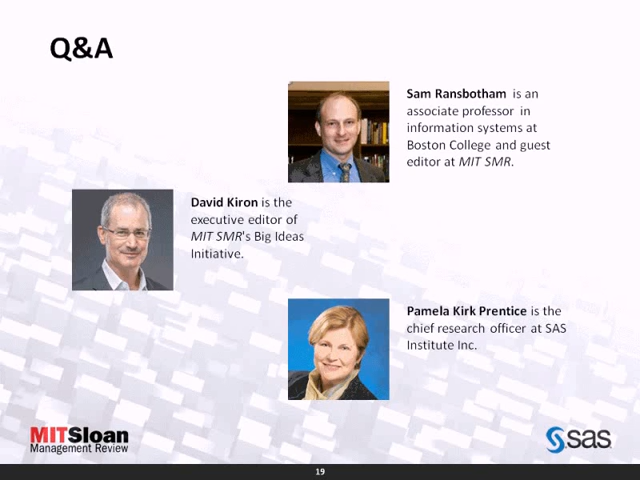 Q&A
Sam Ransbotham is an
associate professor in
information systems at
Boston College and guest
editor at MIT SMR.
David Kiron is the
executive editor of
MIT SMR's Big Ideas
Initiative.
Pamela Kirk Prentice is the
chief research officer at SAS
Institute Inc.
MITSloan
Management Review
sas
19